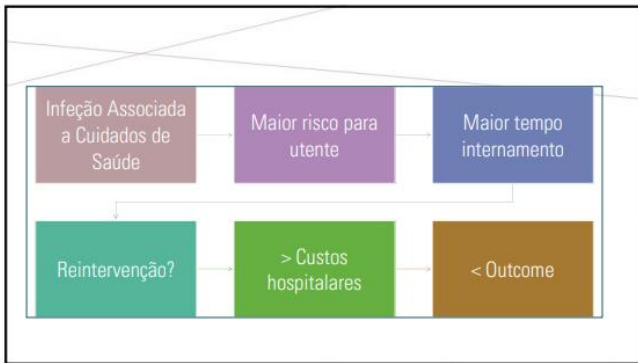 Infeção Associada
a Cuidados de
Saúde
Maior risco para
utente
Maior tempo
internamento
Reintervenção?
> Custos
hospitalares
< Outcome